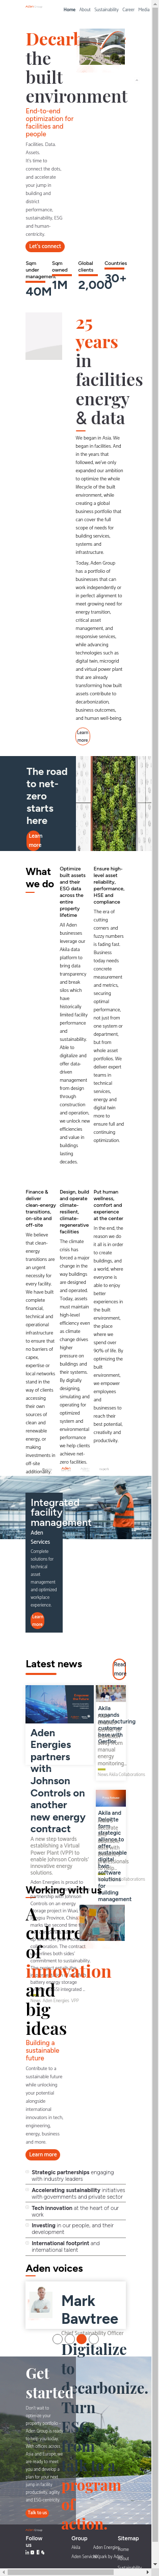 Home About Sustainability Career Media
the
built
environment
End-to-end
optimization for
facilities and
people
Facilities. Data.
Assets.
It's time to
connect the dots,
and accelerate
your jump in
building and
district
performance,
sustainability, ESG
and human-
centricity.
Let's connect
Sqm
under
management
40M
Sqm
owned
1M
Global
clients
2,000
Countries
30+
25
years
in
facilities
energy
& data
We began in Asia. We
began in facilities. And
in the years that
followed, we've only
expanded our ambition
to optimize the whole
lifecycle of the built
environment, while
creating a global
business portfolio that
can cover the full
scope of needs for
building services,
systems and
infrastructure.
Today, Aden Group
has a portfolio of
businesses that can
work independently or
in perfect alignment to
meet growing need for
energy transition,
critical asset
management, and
responsive services,
while advancing
technologies such as
digital twin, microgrid
and virtual power plant
that are already
transforming how built
assets contribute to
decarbonization,
business outcomes,
and human well-being.
Learn
more
The road
to net-
zero
starts
here
Learn
more
What
we do
Optimize
built assets
and their
ESG data
across the
entire
property
lifetime
All Aden
businesses
leverage our
Akila data
platform to
bring data
transparency
and break
silos which
have
historically
limited facility
performance
and
sustainability.
Able to
digitalize and
offer data-
driven
management
from design
through
construction
and operation,
we unlock new
efficiencies
and value in
buildings
lasting
decades.
Ensure high-
level asset
reliability,
performance,
HSE and
compliance
The era of
cutting
corners and
fuzzy numbers
is fading fast.
Business
today needs
concrete
measurement
and metrics,
securing
optimal
performance,
not just from
one system or
department,
but from
whole asset
portfolios. We
deliver expert
teams in
technical
services,
energy and
digital twin
more to
ensure full and
continuing
optimization.
Finance &
deliver
clean-energy
transitions,
on-site and
off-site
We believe
that clean-
energy
transitions are
an urgent
necessity for
every facility.
We have built
complete
financial,
technical and
operational
infrastructure
to ensure that
no barriers of
capex,
expertise or
local networks
stand in the
way of clients
accessing
their own
sources of
clean and
renewable
energy, or
making
investments in
off-site
additionality.
Design, build
and operate
climate-
resilient,
climate-
regenerative
facilities
The climate
crisis has
forced a major
change in the
way buildings
are designed
and operated.
Today, assets
must maintain
high-level
efficiency even
as climate
change drives
higher
pressure on
buildings and
their systems.
By digitally
designing,
simulating and
operating for
optimized
system and
environmental
performance
we help clients
achieve net-
zero facilities.
Put human
wellness,
comfort and
experience
at the center
In the end, the
reason we do
it all is in order
to create
buildings, and
a world, where
everyone is
able to enjoy
better
experiences in
the built
environment,
the place
where we
spend over
90% of life. By
optimizing the
built
environment,
we empower
employees
and
businesses to
reach their
best potential,
creativity and
productivity.
Integrated
facility
management
Aden
Services
Complete
solutions for
technical
asset
management
and optimized
workplace
experience.
Learn
more
Latest news
Read
more
Aden
Energies
partners
with
Johnson
Controls on
another
new energy
contract
A new step towards
establishing a Virtual
Power Plant (VPP) to
enable Johnson Controls'
innovative energy
solutions.
Akila
expands
manufacturing
customer
base with
Gerflor
manual
energy
monitoring
News Akila Collaborations
Akila and
Deloitte
form
strategic
alliance to
offer
sustainable
digital
twin
software
solutions
for
building
management
Working with us
A
culture
of
innovation
and
big
ideas
Building a
sustainable
future
Contribute to a
sustainable future
while unlocking
your potential
alongside
international
innovators in tech,
engineering,
energy, business
and more.
Learn more
Strategic partnerships engaging
with industry leaders
Accelerating sustainability initiatives
with governments and private sector
Tech innovation at the heart of our
work
Investing in our people, and their
development
International footprint and
international talent
Aden voices
Mark
Bawtree
Chief Sustainability Officer
Digitalize
to
decarbonize.
Turn
ESG
program
of
action.
Get
started
Don't wait to
Talk to us
Follow
us
Group
Akila
Aden Services
Aden Energies
Sitemap
Home
About